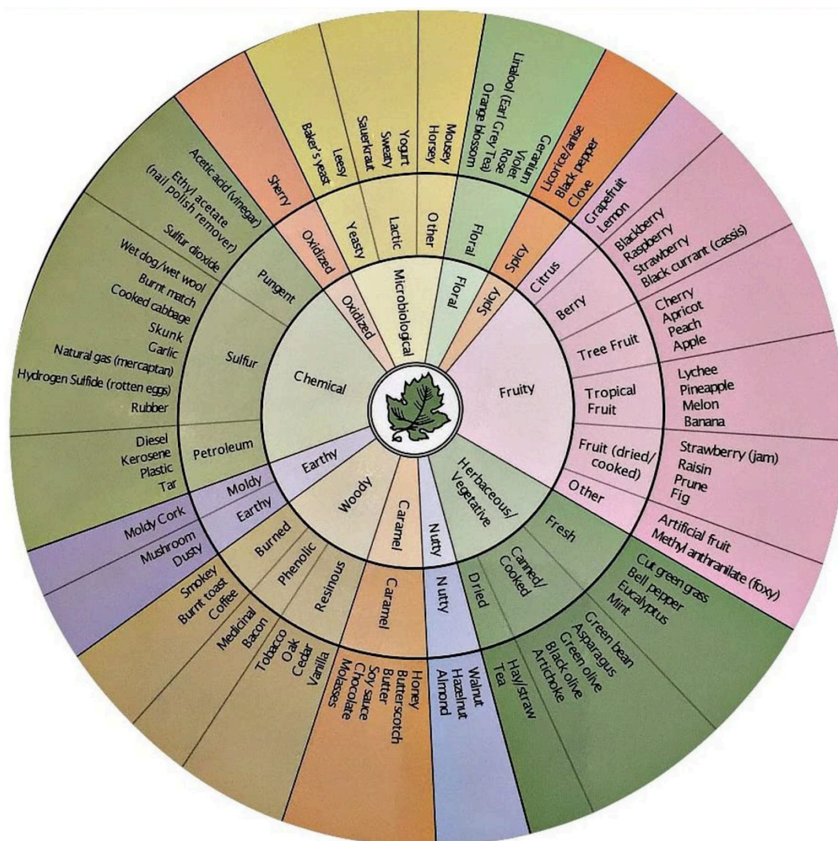 Fruity
Citrus
Grapefruit
Lemon
Berry
Blackberry
Raspberry
Strawberry
Black currant (cassis)
Tree Fruit
Cherry
Apricot
Peach
Apple
Tropical
Fruit
Lychee
Pineapple
Melon
Banana
Fruit (dried/
cooked)
Strawberry (jam)
Raisin
Prune
Fig
Other
Artificial fruit
Methyl anthranilate (foxy)
Herbaceous/
Vegetative
Fresh
Cut green grass
Bell pepper
Eucalyptus
Mint
Canned/
Cooked
Green bean
Asparagus
Green olive
Black olive
Artichoke
Dried
Hay/straw
Tea
Nutty
Nutty
Walnut
Hazelnut
Almond
Caramel
Caramel
Honey
Butterscotch
Butter
Soy sauce
Chocolate
Molasses
Woody
Resinous
Vanilla
Cedar
Oak
Tobacco
Phenolic
Bacon
Medicinal
Burned
Coffee
Burnt toast
Smokey
Earthy
Earthy
Dusty
Mushroom
Moldy
Moldy Cork
Chemical
Petroleum
Diesel
Kerosene
Plastic
Tar
Sulfur
Wet dog/wet wool
Burnt match
Cooked cabbage
Skunk
Garlic
Natural gas (mercaptan)
Hydrogen Sulfide (rotten eggs)
Rubber
Pungent
Acetic acid (vinegar)
Ethyl acetate
(nail polish remover)
Sulfur dioxide
Oxidized
Oxidized
Sherry
Microbiological
Yeasty
Leesy
Baker's yeast
Lactic
Yogurt
Sweaty
Sauerkraut
Other
Mousey
Horsey
Floral
Floral
Geranium
Violet
Rose
Linalool (Earl Grey Tea)
Orange blossom
Spicy
Spicy
Licorice/anise
Black pepper
Clove